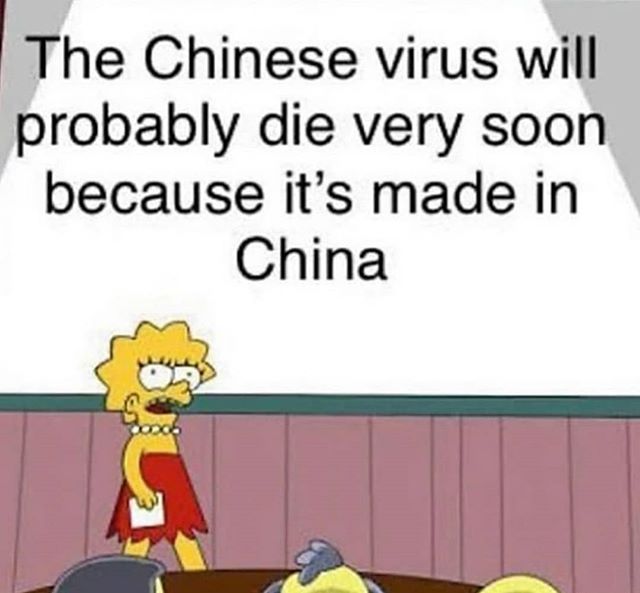 The Chinese virus will
probably die very soon
because it’s made in
China